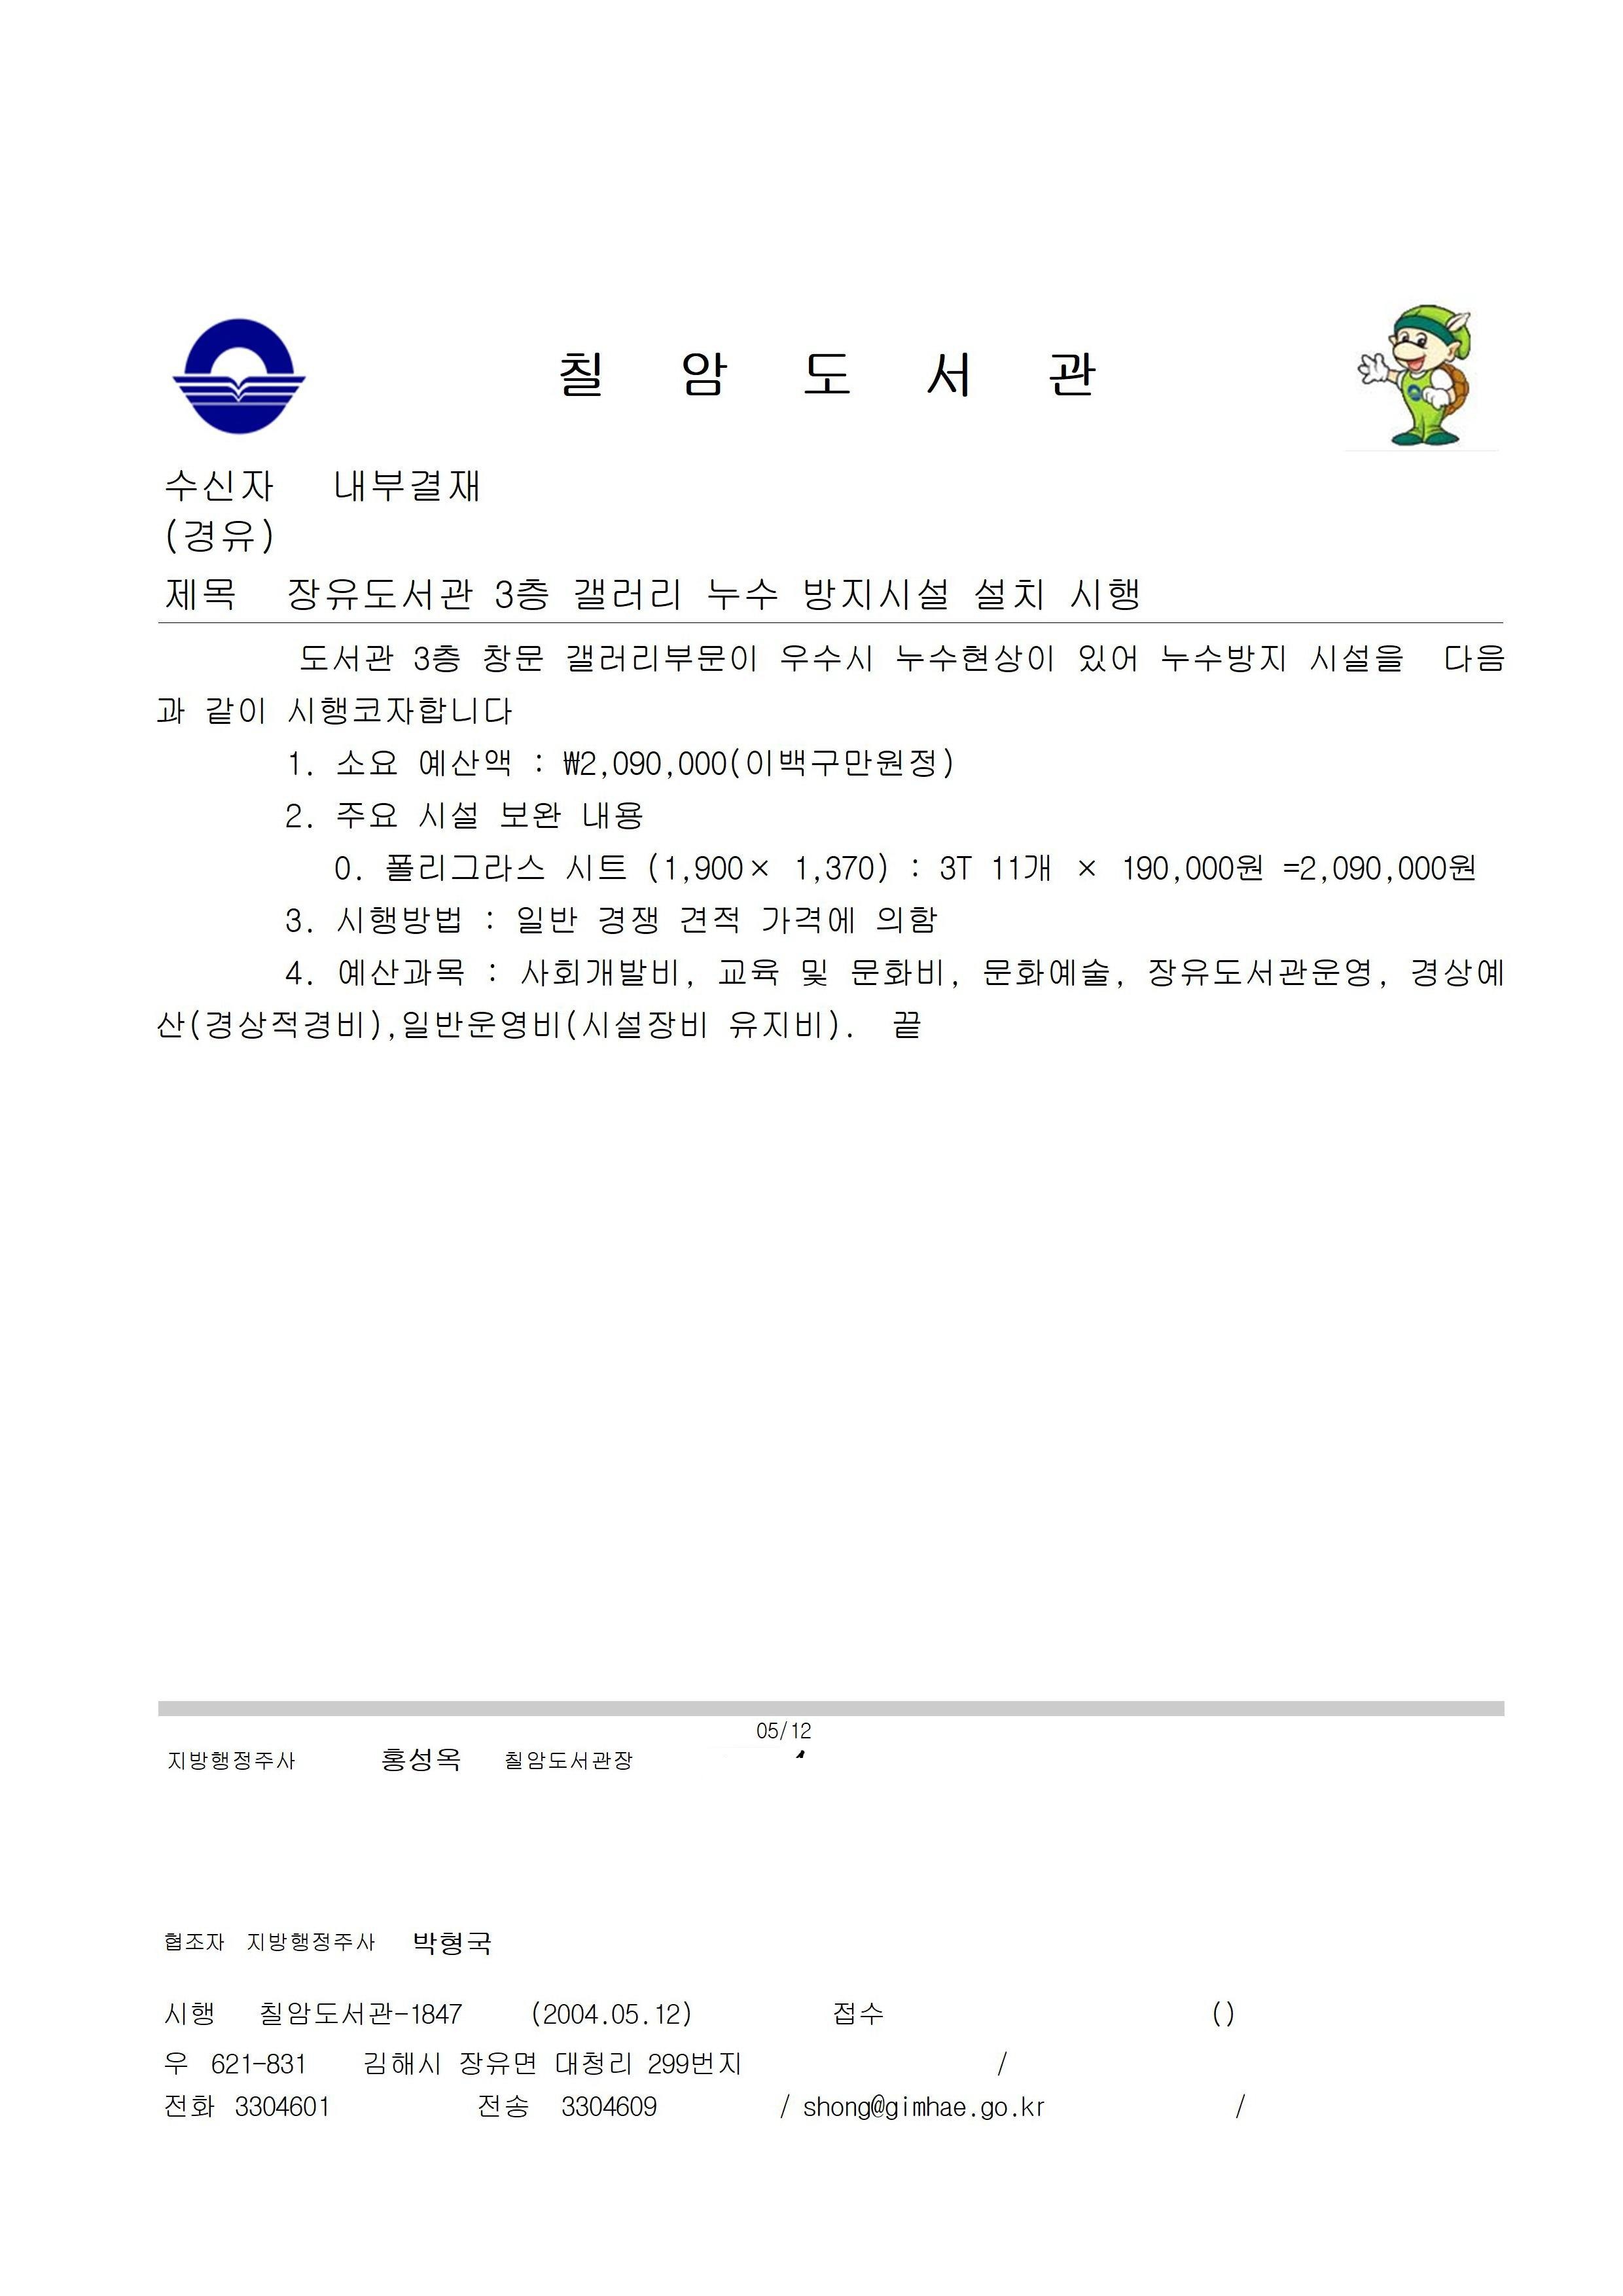 칠 암 도 서 관
수신자 내부결재
(경유)
제목 장유도서관 3층 갤러리 누수 방지시설 설치 시행
도서관 3층 창문 갤러리부문이 우수시 누수현상이 있어 누수방지 시설을 다음
과 같이 시행코자합니다
1. 소요 예산액 : ₩2,090,000(이백구만원정)
2. 주요 시설 보완 내용
0. 폴리그라스 시트 (1,900× 1,370) : 3T 11개 × 190,000원 =2,090,000원
3. 시행방법 : 일반 경쟁 견적 가격에 의함
4. 예산과목 : 사회개발비, 교육 및 문화비, 문화예술, 장유도서관운영, 경상예
산(경상적경비),일반운영비(시설장비 유지비). 끝
05/12
지방행정주사 홍성옥 칠암도서관장
협조자 지방행정주사 박형국
시행 칠암도서관-1847 (2004.05.12) 접수 ()
우 621-831 김해시 장유면 대청리 299번지 /
전화 3304601 전송 3304609 / shong@gimhae.go.kr /